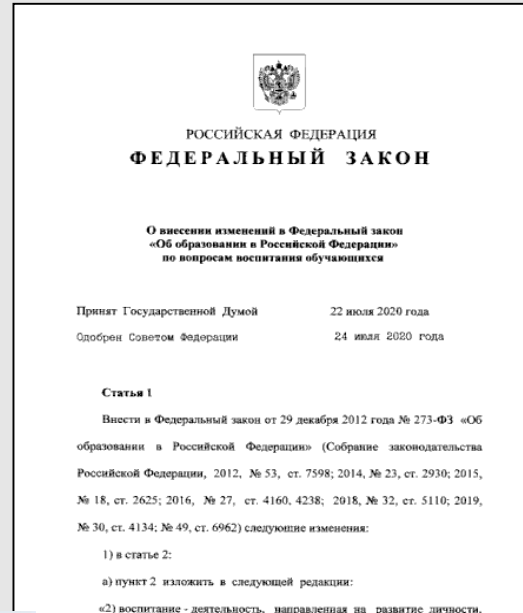 РОССИЙСКАЯ ФЕДЕРАЦИЯ
ФЕДЕРАЛЬНЫЙ ЗАКОН
О внесении изменений в Федеральный закон
«Об образовании в Российской Федерации»
по вопросам воспитания обучающихся
Принят Государственной Думой 22 июля 2020 года
Одобрен Советом Федерации 24 июля 2020 года
Статья 1
Внести в Федеральный закон от 29 декабря 2012 года № 273-ФЗ «Об
образовании в Российской Федерации» (Собрание законодательства
Российской Федерации, 2012, № 53, ст. 7598; 2014, № 23, ст. 2930; 2015,
№ 18, ст. 2625; 2016, № 27, ст. 4160, 4238; 2018, № 32, ст. 5110; 2019,
№ 30, ст. 4134; № 49, ст. 6962) следующие изменения:
1) в статье 2:
а) пункт 2 изложить в следующей редакции:
«2) воспитание - деятельность, направленная на развитие личности,